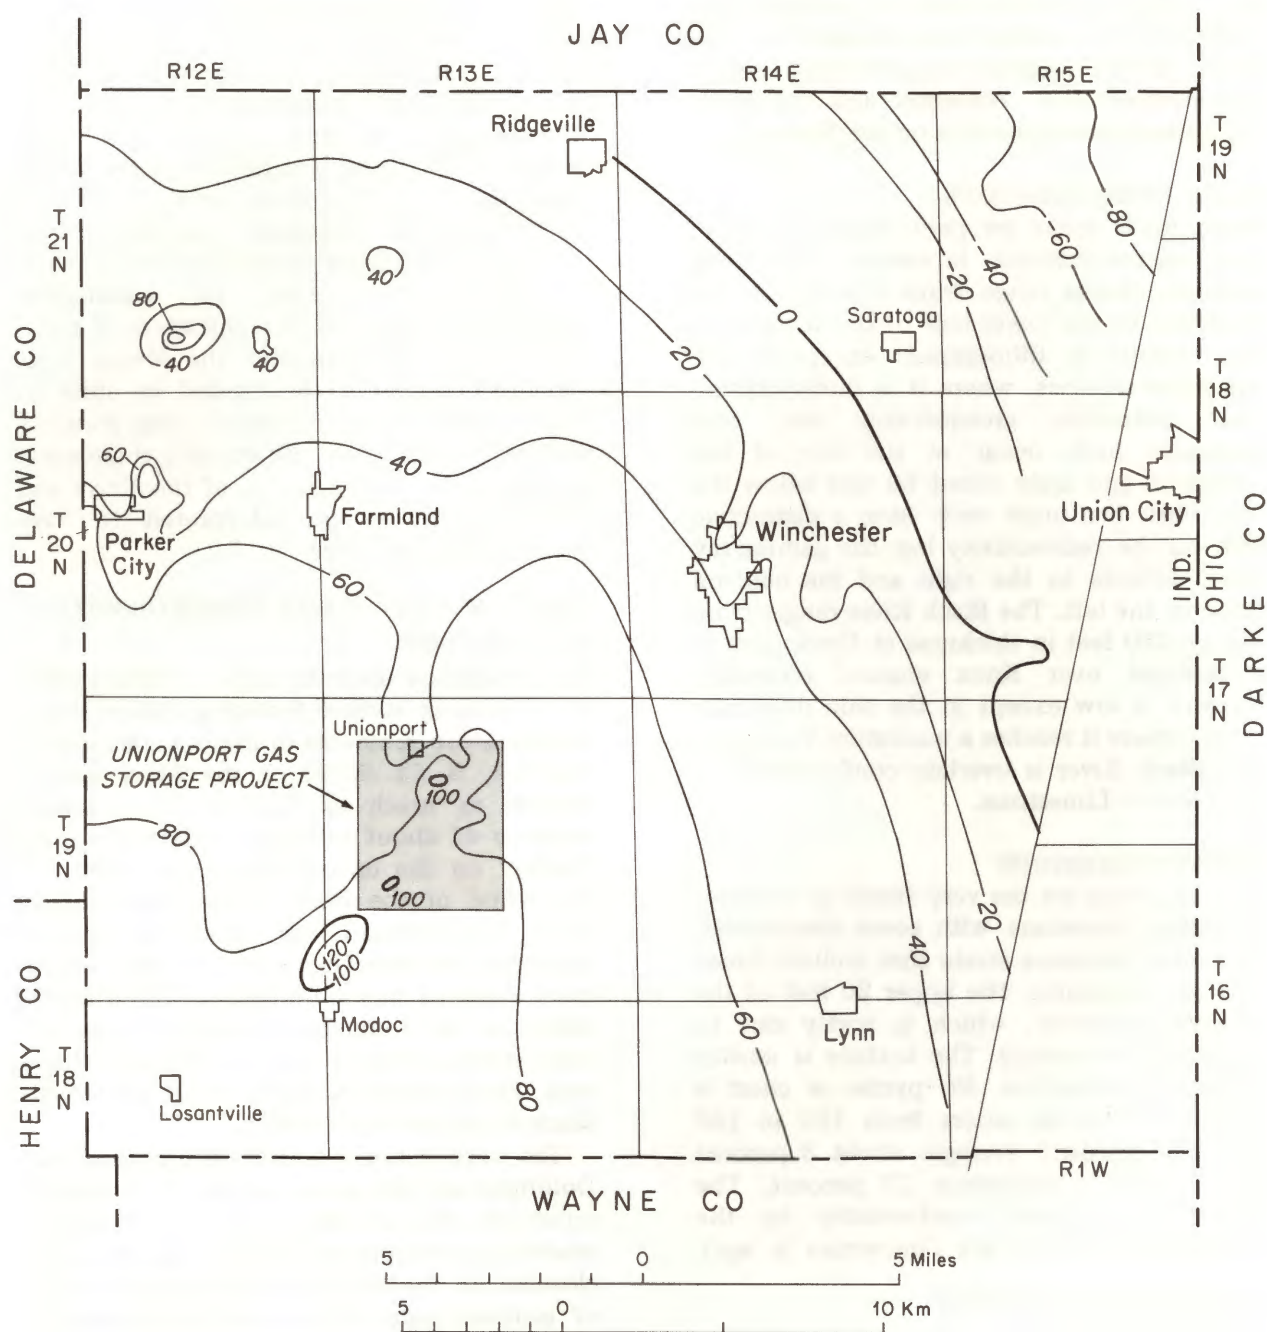 JAY CO
R12E
R13E
R14E
R15E
Ridgeville
T
19
N
T
21
N
-80
-60
-40
-20
40
0
80
Saratoga
20
40
40
T
18
N
DELAWARE CO
60
40
Farmland
Winchester
Union City
T
20
N
Parker
City
60
IND.
OHIO
DARKE CO
T
17
N
Unionport
UNIONPORT GAS
STORAGE PROJECT
100
80
T
19
N
100
20
120
100
40
T
16
N
HENRY CO
Modoc
Lynn
60
T
18
N
Losantville
80
R1W
WAYNE CO
5 0 5 Miles
5 0 10 Km